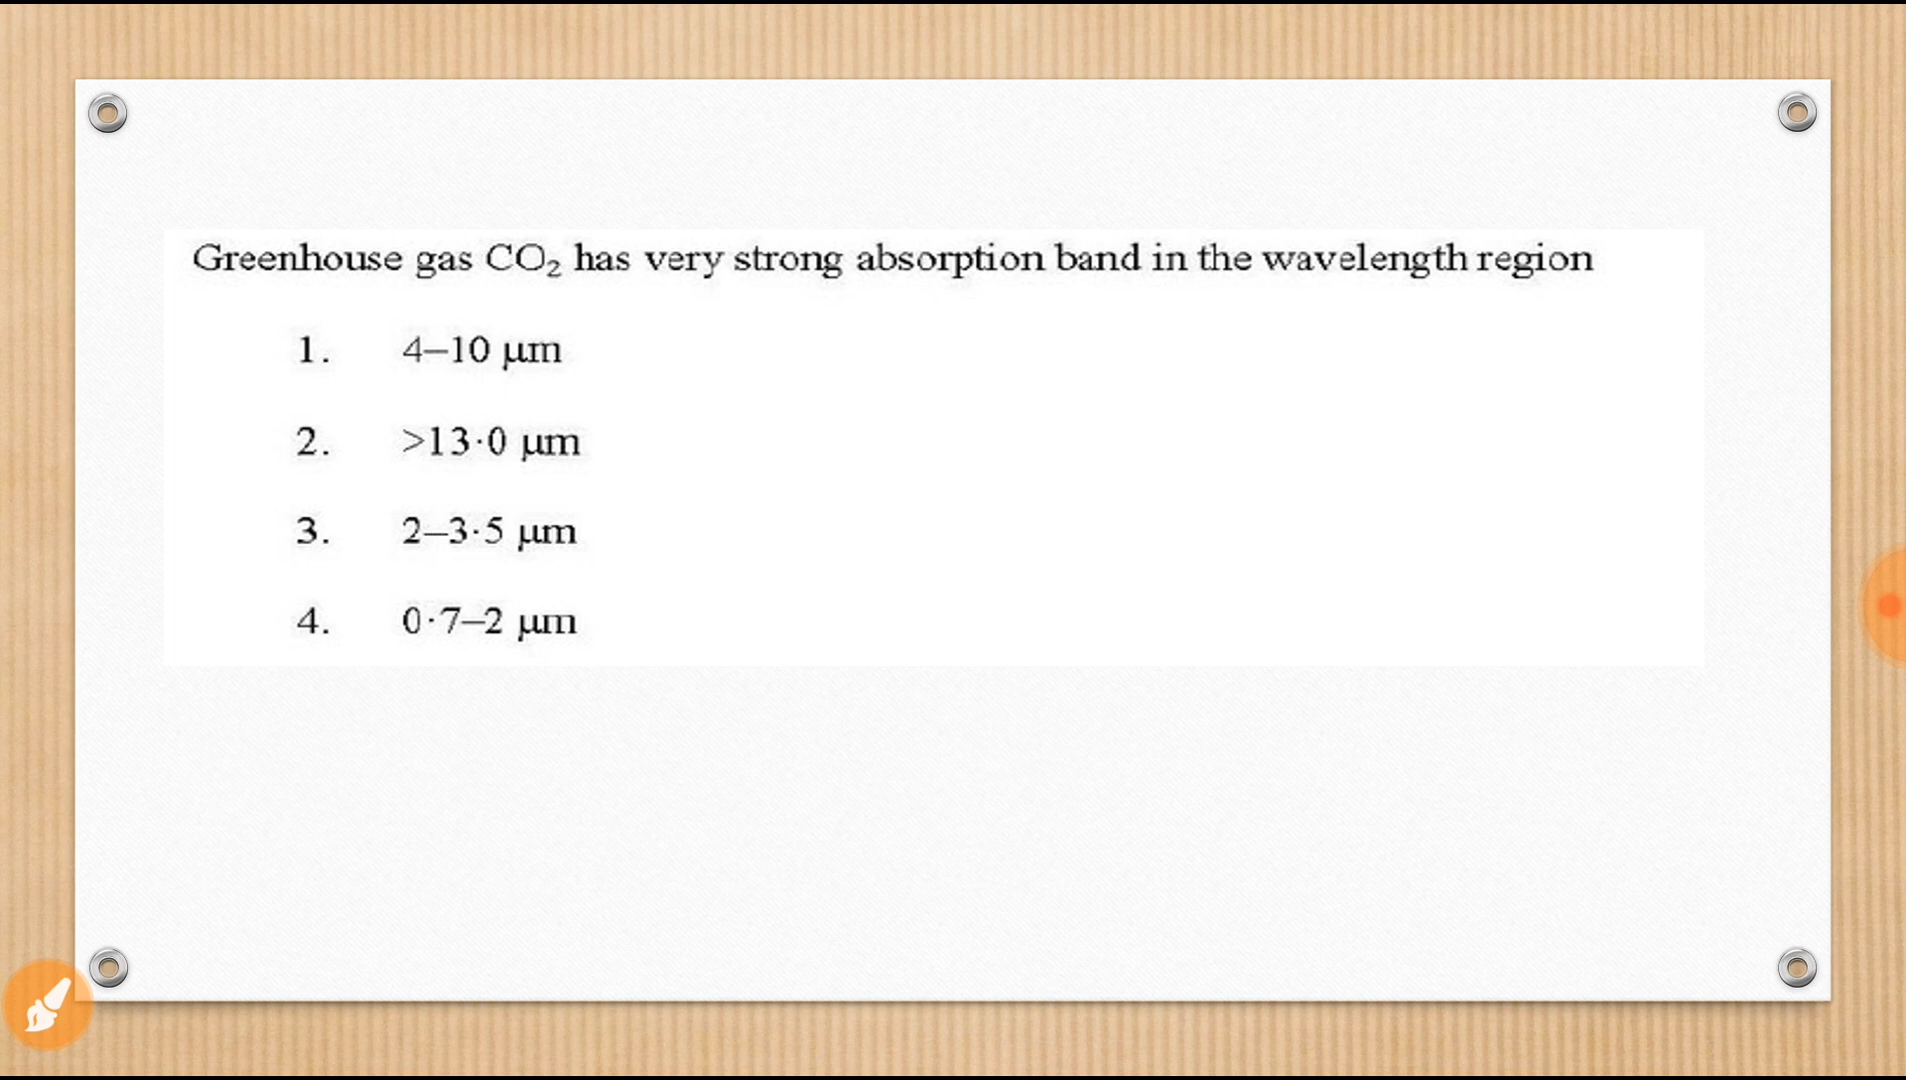 Greenhouse gas CO₂ has very strong absorption band in the wavelength region
1. 4–10 µm
2. >13·0 µm
3. 2–3·5 µm
4. 0·7–2 µm